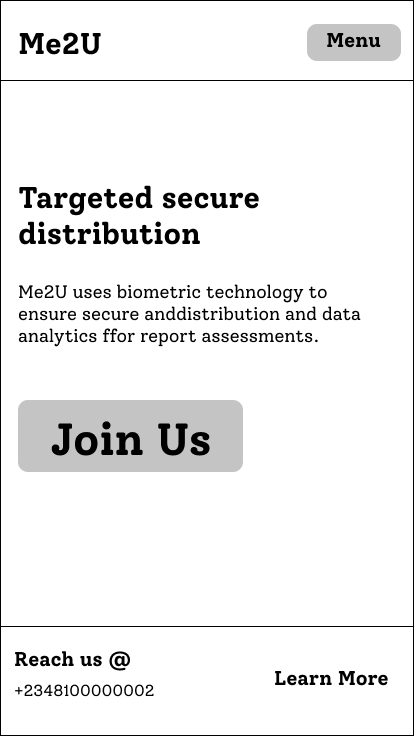 Me2U
Menu
Targeted secure
distribution
Me2U uses biometric technology to
ensure secure anddistribution and data
analytics ffor report assessments.
Join Us
Reach us @
+2348100000002
Learn More